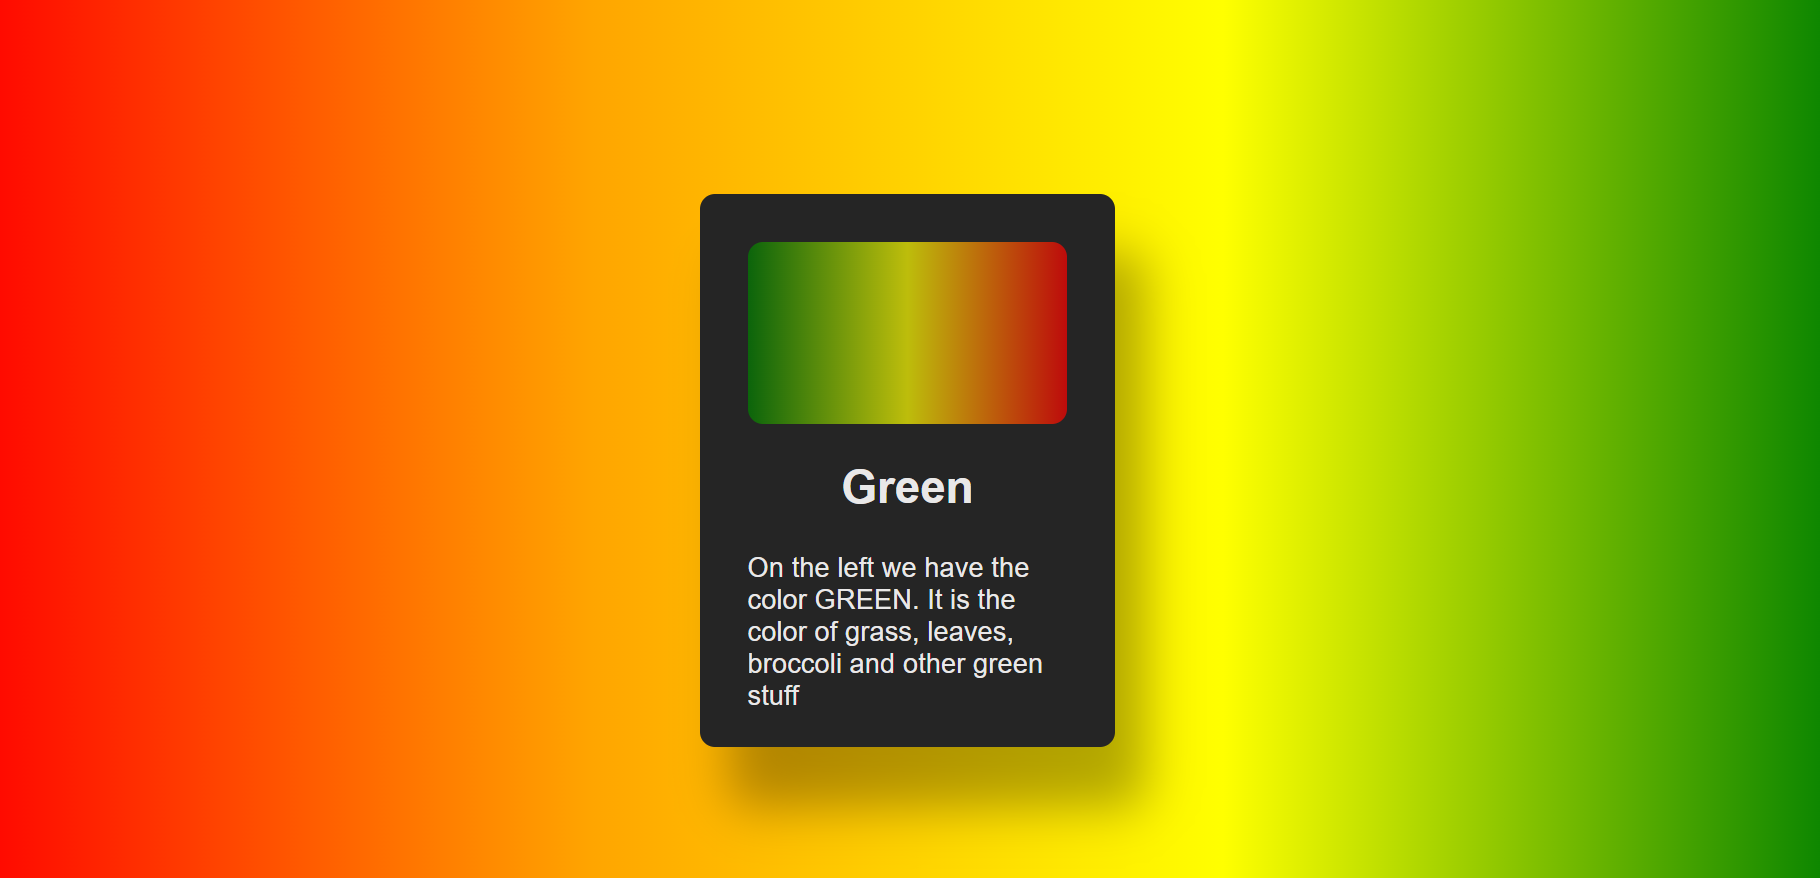 Green
On the left we have the
color GREEN. It is the
color of grass, leaves,
broccoli and other green
stuff